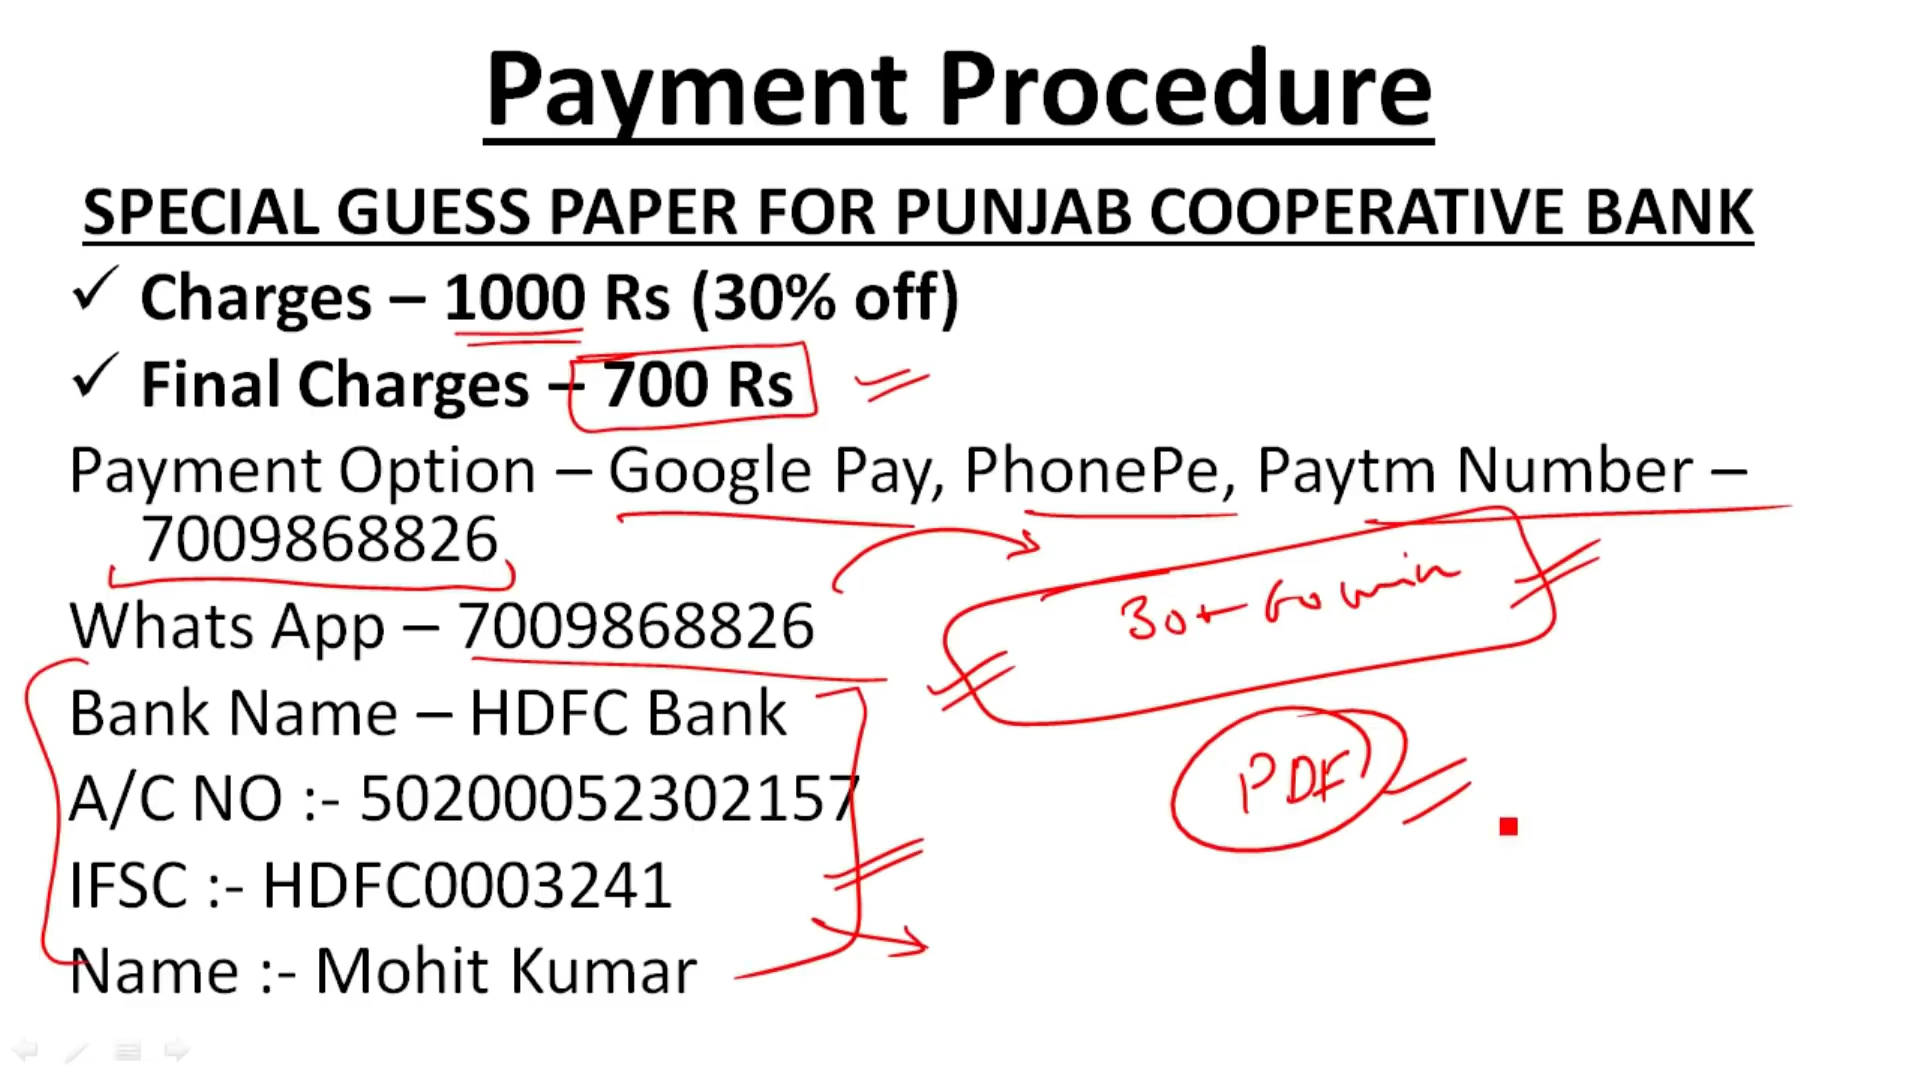 Payment Procedure
SPECIAL GUESS PAPER FOR PUNJAB COOPERATIVE BANK
✓ Charges – 1000 Rs (30% off)
✓ Final Charges – 700 Rs
Payment Option – Google Pay, PhonePe, Paytm Number –
7009868826
Whats App – 7009868826
30 + 60 min
Bank Name – HDFC Bank
PDF
A/C NO :- 50200052302157
IFSC :- HDFC0003241
Name :- Mohit Kumar